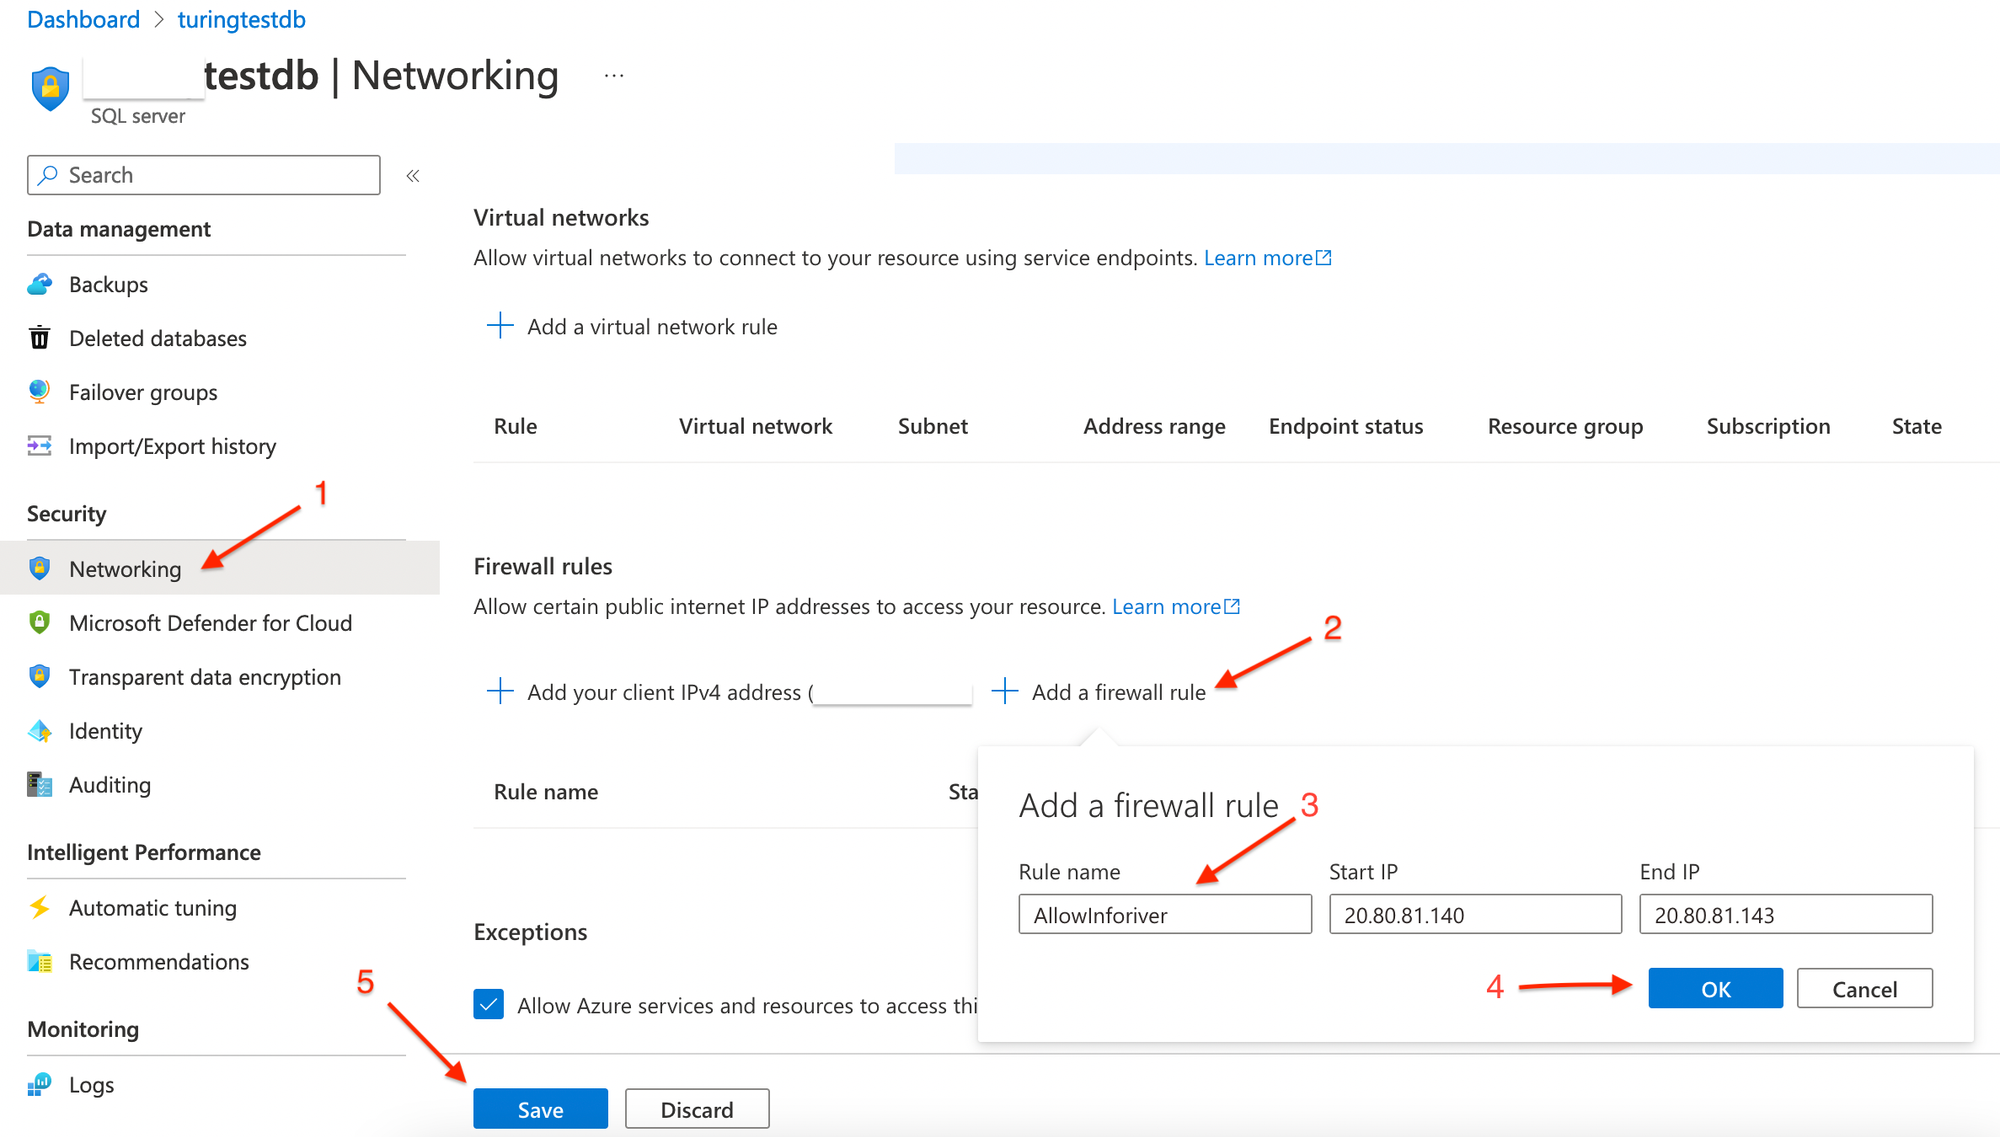 Dashboard > turingtestdb
testdb | Networking ...
SQL server
Search «
Data management
Backups
Deleted databases
Failover groups
Import/Export history
Security
1
Networking
Microsoft Defender for Cloud
Transparent data encryption
Identity
Auditing
Intelligent Performance
Automatic tuning
Recommendations
Monitoring
Logs
Virtual networks
Allow virtual networks to connect to your resource using service endpoints. Learn more
+ Add a virtual network rule
Rule Virtual network Subnet Address range Endpoint status Resource group Subscription State
Firewall rules
Allow certain public internet IP addresses to access your resource. Learn more
2
+ Add your client IPv4 address ( + Add a firewall rule
Rule name Sta
Add a firewall rule 3
Rule name Start IP End IP
AllowInforiver 20.80.81.140 20.80.81.143
4 OK Cancel
Exceptions
5
Allow Azure services and resources to access thi
Save Discard